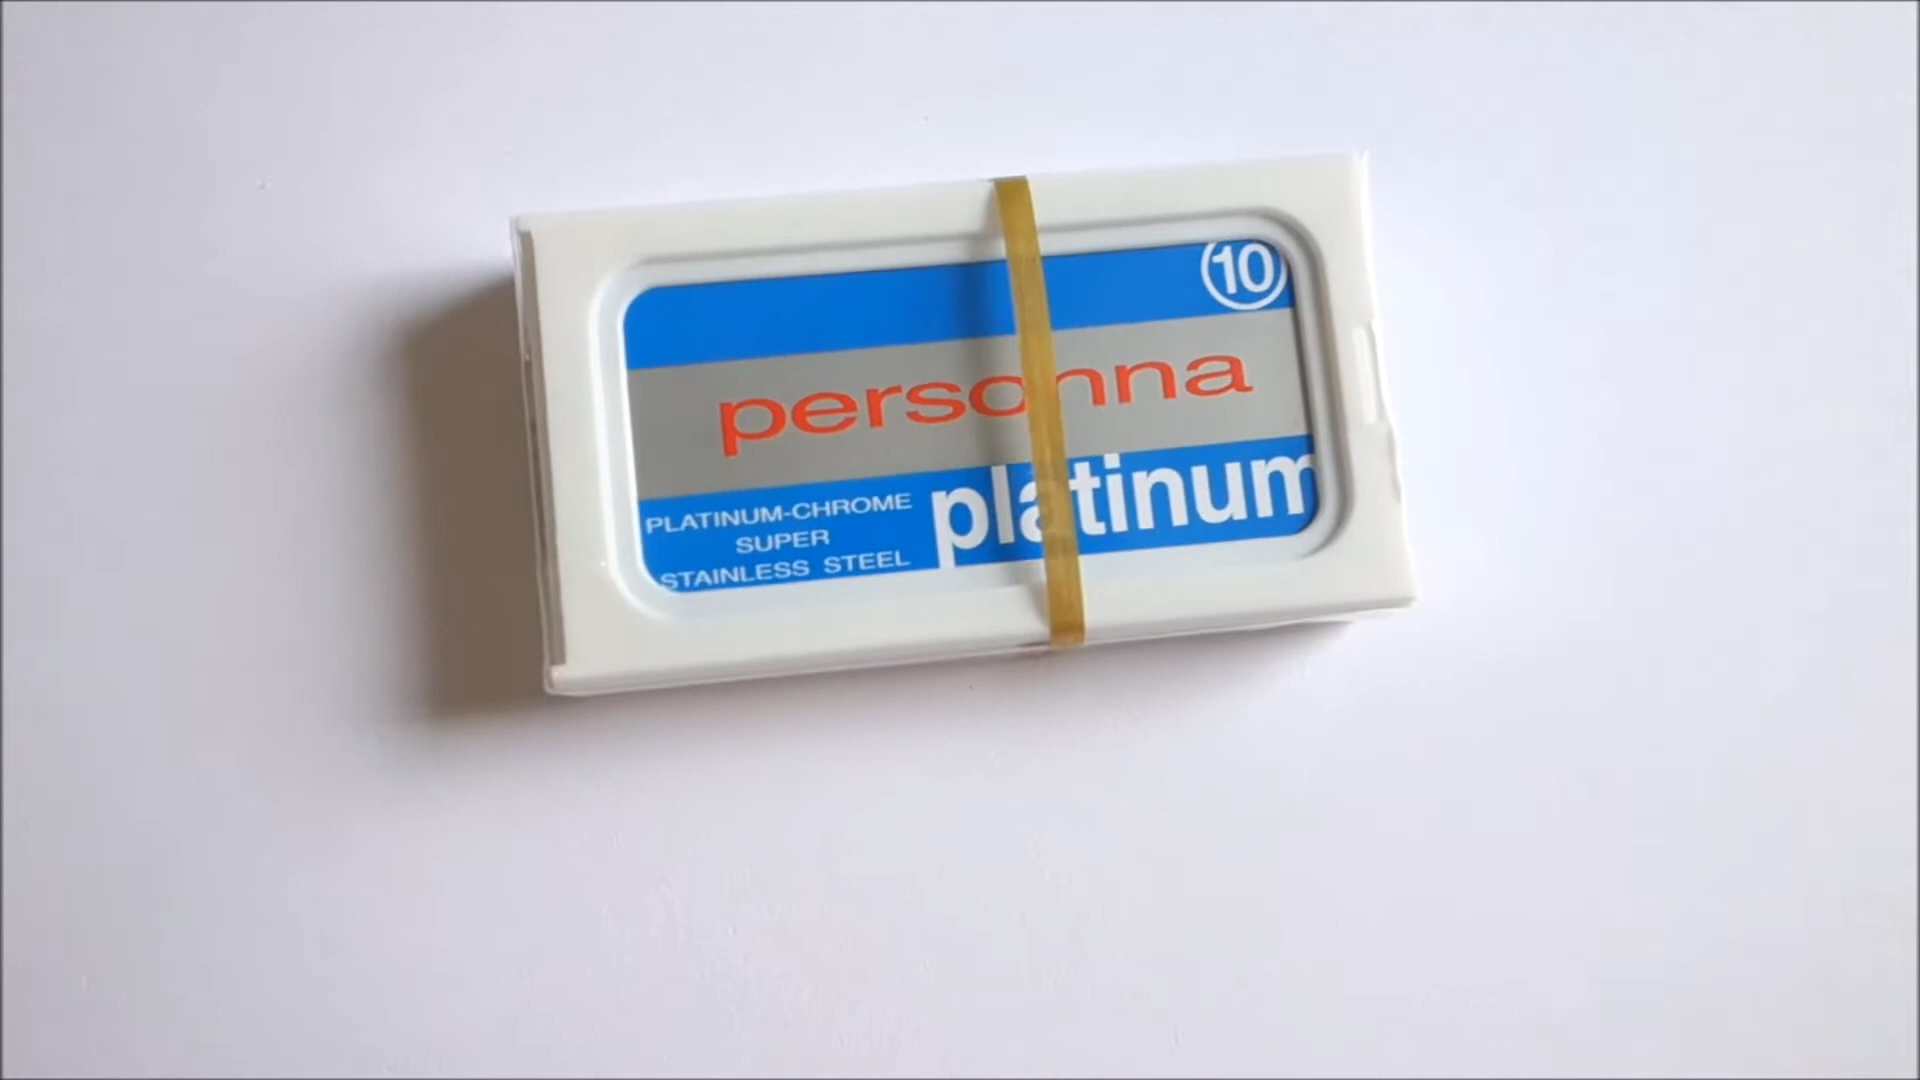 10
personna
platinum
PLATINUM-CHROME
SUPER
STAINLESS STEEL